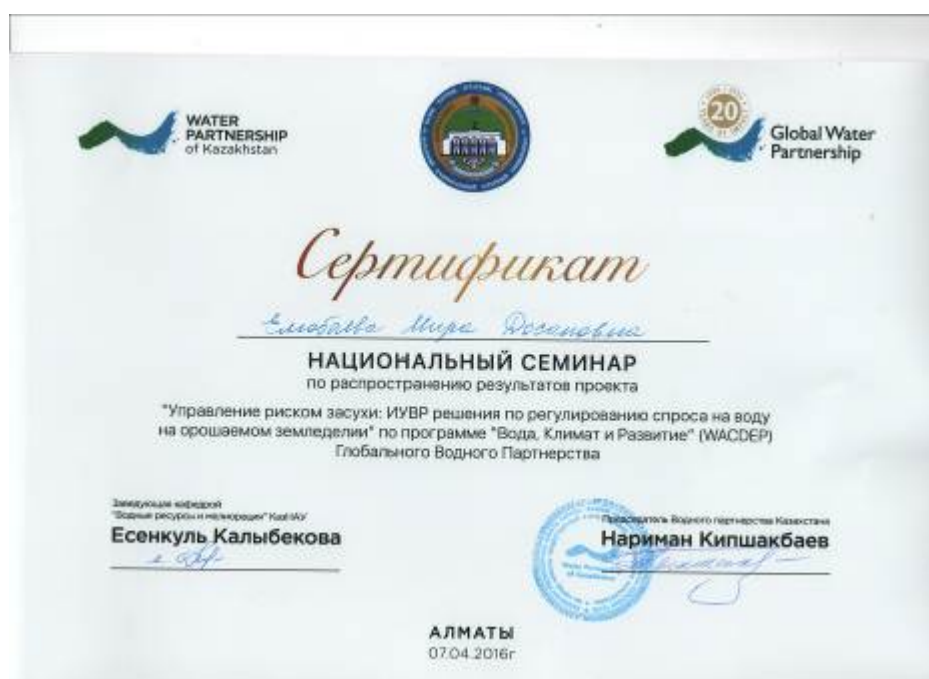 WATER
PARTNERSHIP
of Kazakhstan
20
Global Water
Partnership
Сертификат
Мира
НАЦИОНАЛЬНЫЙ СЕМИНАР
по распространению результатов проекта
"Управление риском засухи: ИУВР решения по регулированию спроса на воду
на орошаемом земледелии" по программе "Вода, Климат и Развитие" (WACDEP)
Глобального Водного Партнерства
Заведующая кафедрой
"Водные ресурсы и мелиорация" КазНАУ
Есенкуль Калыбекова
Председатель Водного партнерства Казахстана
Нариман Кипшакбаев
АЛМАТЫ
07.04.2016г